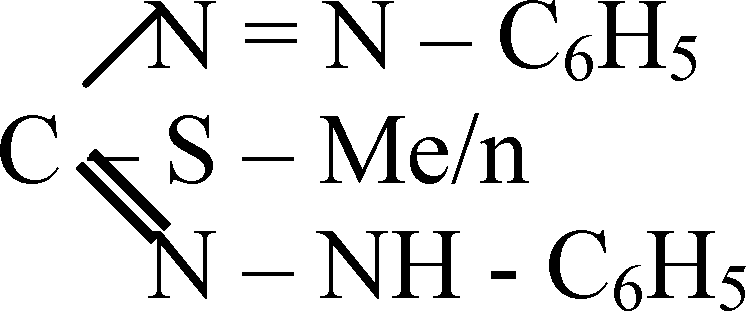 N = N – C₆H₅
C – S – Me/n
N – NH - C₆H₅